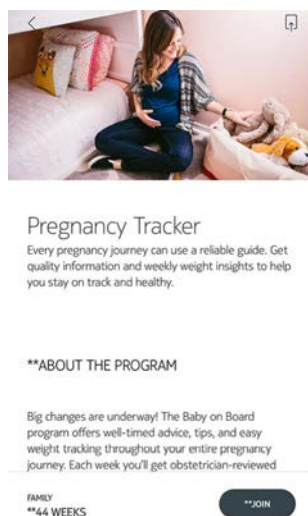 Pregnancy Tracker
Every pregnancy journey can use a reliable guide. Get
quality information and weekly weight insights to help
you stay on track and healthy.
**ABOUT THE PROGRAM
Big changes are underway! The Baby on Board
program offers well-timed advice, tips, and easy
weight tracking throughout your entire pregnancy
journey. Each week you'll get obstetrician-reviewed
FAMILY
**44 WEEKS
**JOIN